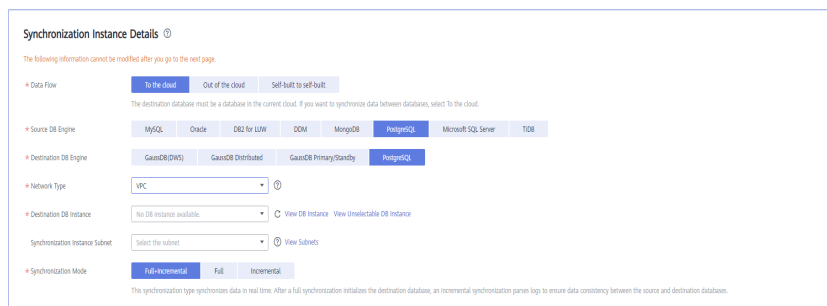 Synchronization Instance Details ?
The following information cannot be modified after you go to the next page.
* Data Flow To the cloud Out of the cloud Self-built to self-built
The destination database must be a database in the current cloud. If you want to synchronize data between databases, select To the cloud.
* Source DB Engine MySQL Oracle DB2 for LUW DDM MongoDB PostgreSQL Microsoft SQL Server TiDB
* Destination DB Engine GaussDB(DWS) GaussDB Distributed GaussDB Primary/Standby PostgreSQL
* Network Type VPC ?
* Destination DB Instance No DB instance available. View DB Instance View Unselectable DB Instance
Synchronization Instance Subnet Select the subnet ? View Subnets
* Synchronization Mode Full+Incremental Full Incremental
This synchronization type synchronizes data in real time. After a full synchronization initializes the destination database, an incremental synchronization parses logs to ensure data consistency between the source and destination databases.